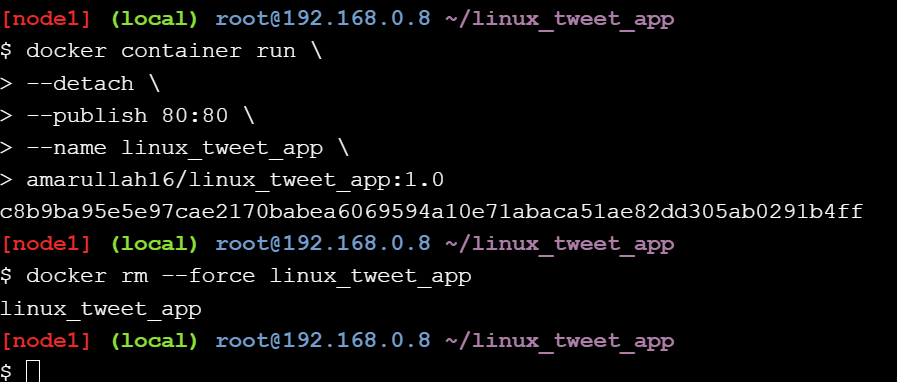 [node1] (local) root@192.168.0.8 ~/linux_tweet_app
$ docker container run \
> --detach \
> --publish 80:80 \
> --name linux_tweet_app \
> amarullah16/linux_tweet_app:1.0
c8b9ba95e5e97cae2170babea6069594a10e71abaca51ae82dd305ab0291b4ff
[node1] (local) root@192.168.0.8 ~/linux_tweet_app
$ docker rm --force linux_tweet_app
linux_tweet_app
[node1] (local) root@192.168.0.8 ~/linux_tweet_app
$